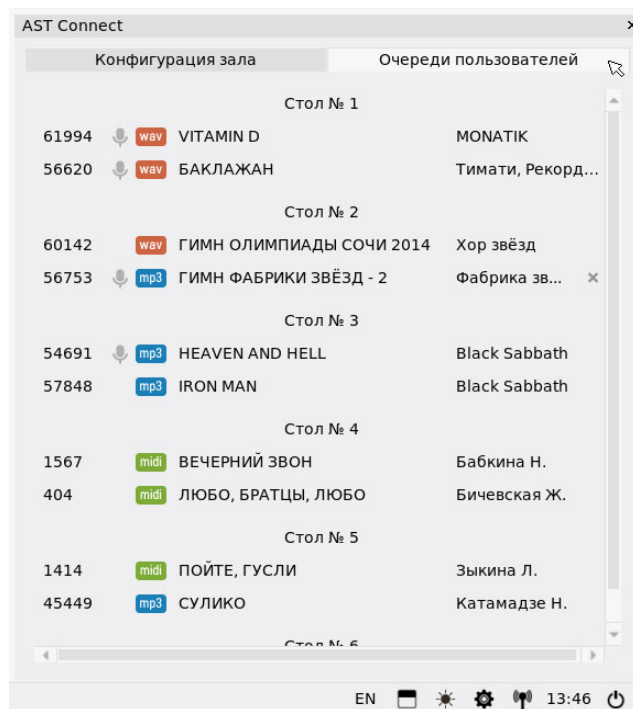 AST Connect
Конфигурация зала Очереди пользователей
Стол № 1
61994 wav VITAMIN D MONATIK
56620 wav БАКЛАЖАН Тимати, Рекорд...
Стол № 2
60142 wav ГИМН ОЛИМПИАДЫ СОЧИ 2014 Хор звёзд
56753 mp3 ГИМН ФАБРИКИ ЗВЁЗД - 2 Фабрика зв...
Стол № 3
54691 mp3 HEAVEN AND HELL Black Sabbath
57848 mp3 IRON MAN Black Sabbath
Стол № 4
1567 midi ВЕЧЕРНИЙ ЗВОН Бабкина Н.
404 midi ЛЮБО, БРАТЦЫ, ЛЮБО Бичевская Ж.
Стол № 5
1414 midi ПОЙТЕ, ГУСЛИ Зыкина Л.
45449 mp3 СУЛИКО Катамадзе Н.
Стол № 6
EN 13:46